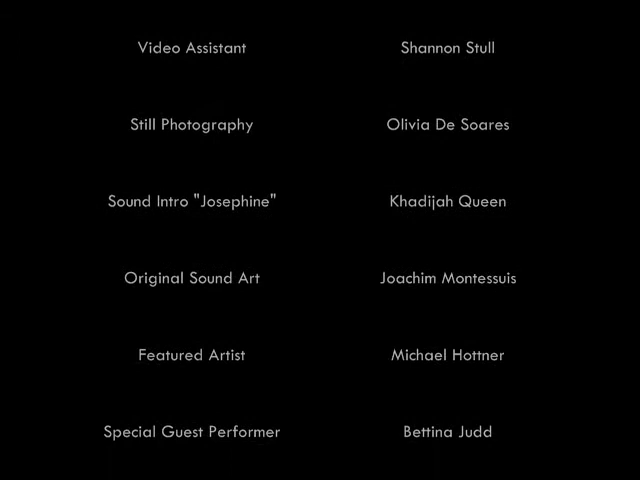 Video Assistant Shannon Stull
Still Photography Olivia De Soares
Sound Intro "Josephine" Khadijah Queen
Original Sound Art Joachim Montessuis
Featured Artist Michael Hottner
Special Guest Performer Bettina Judd